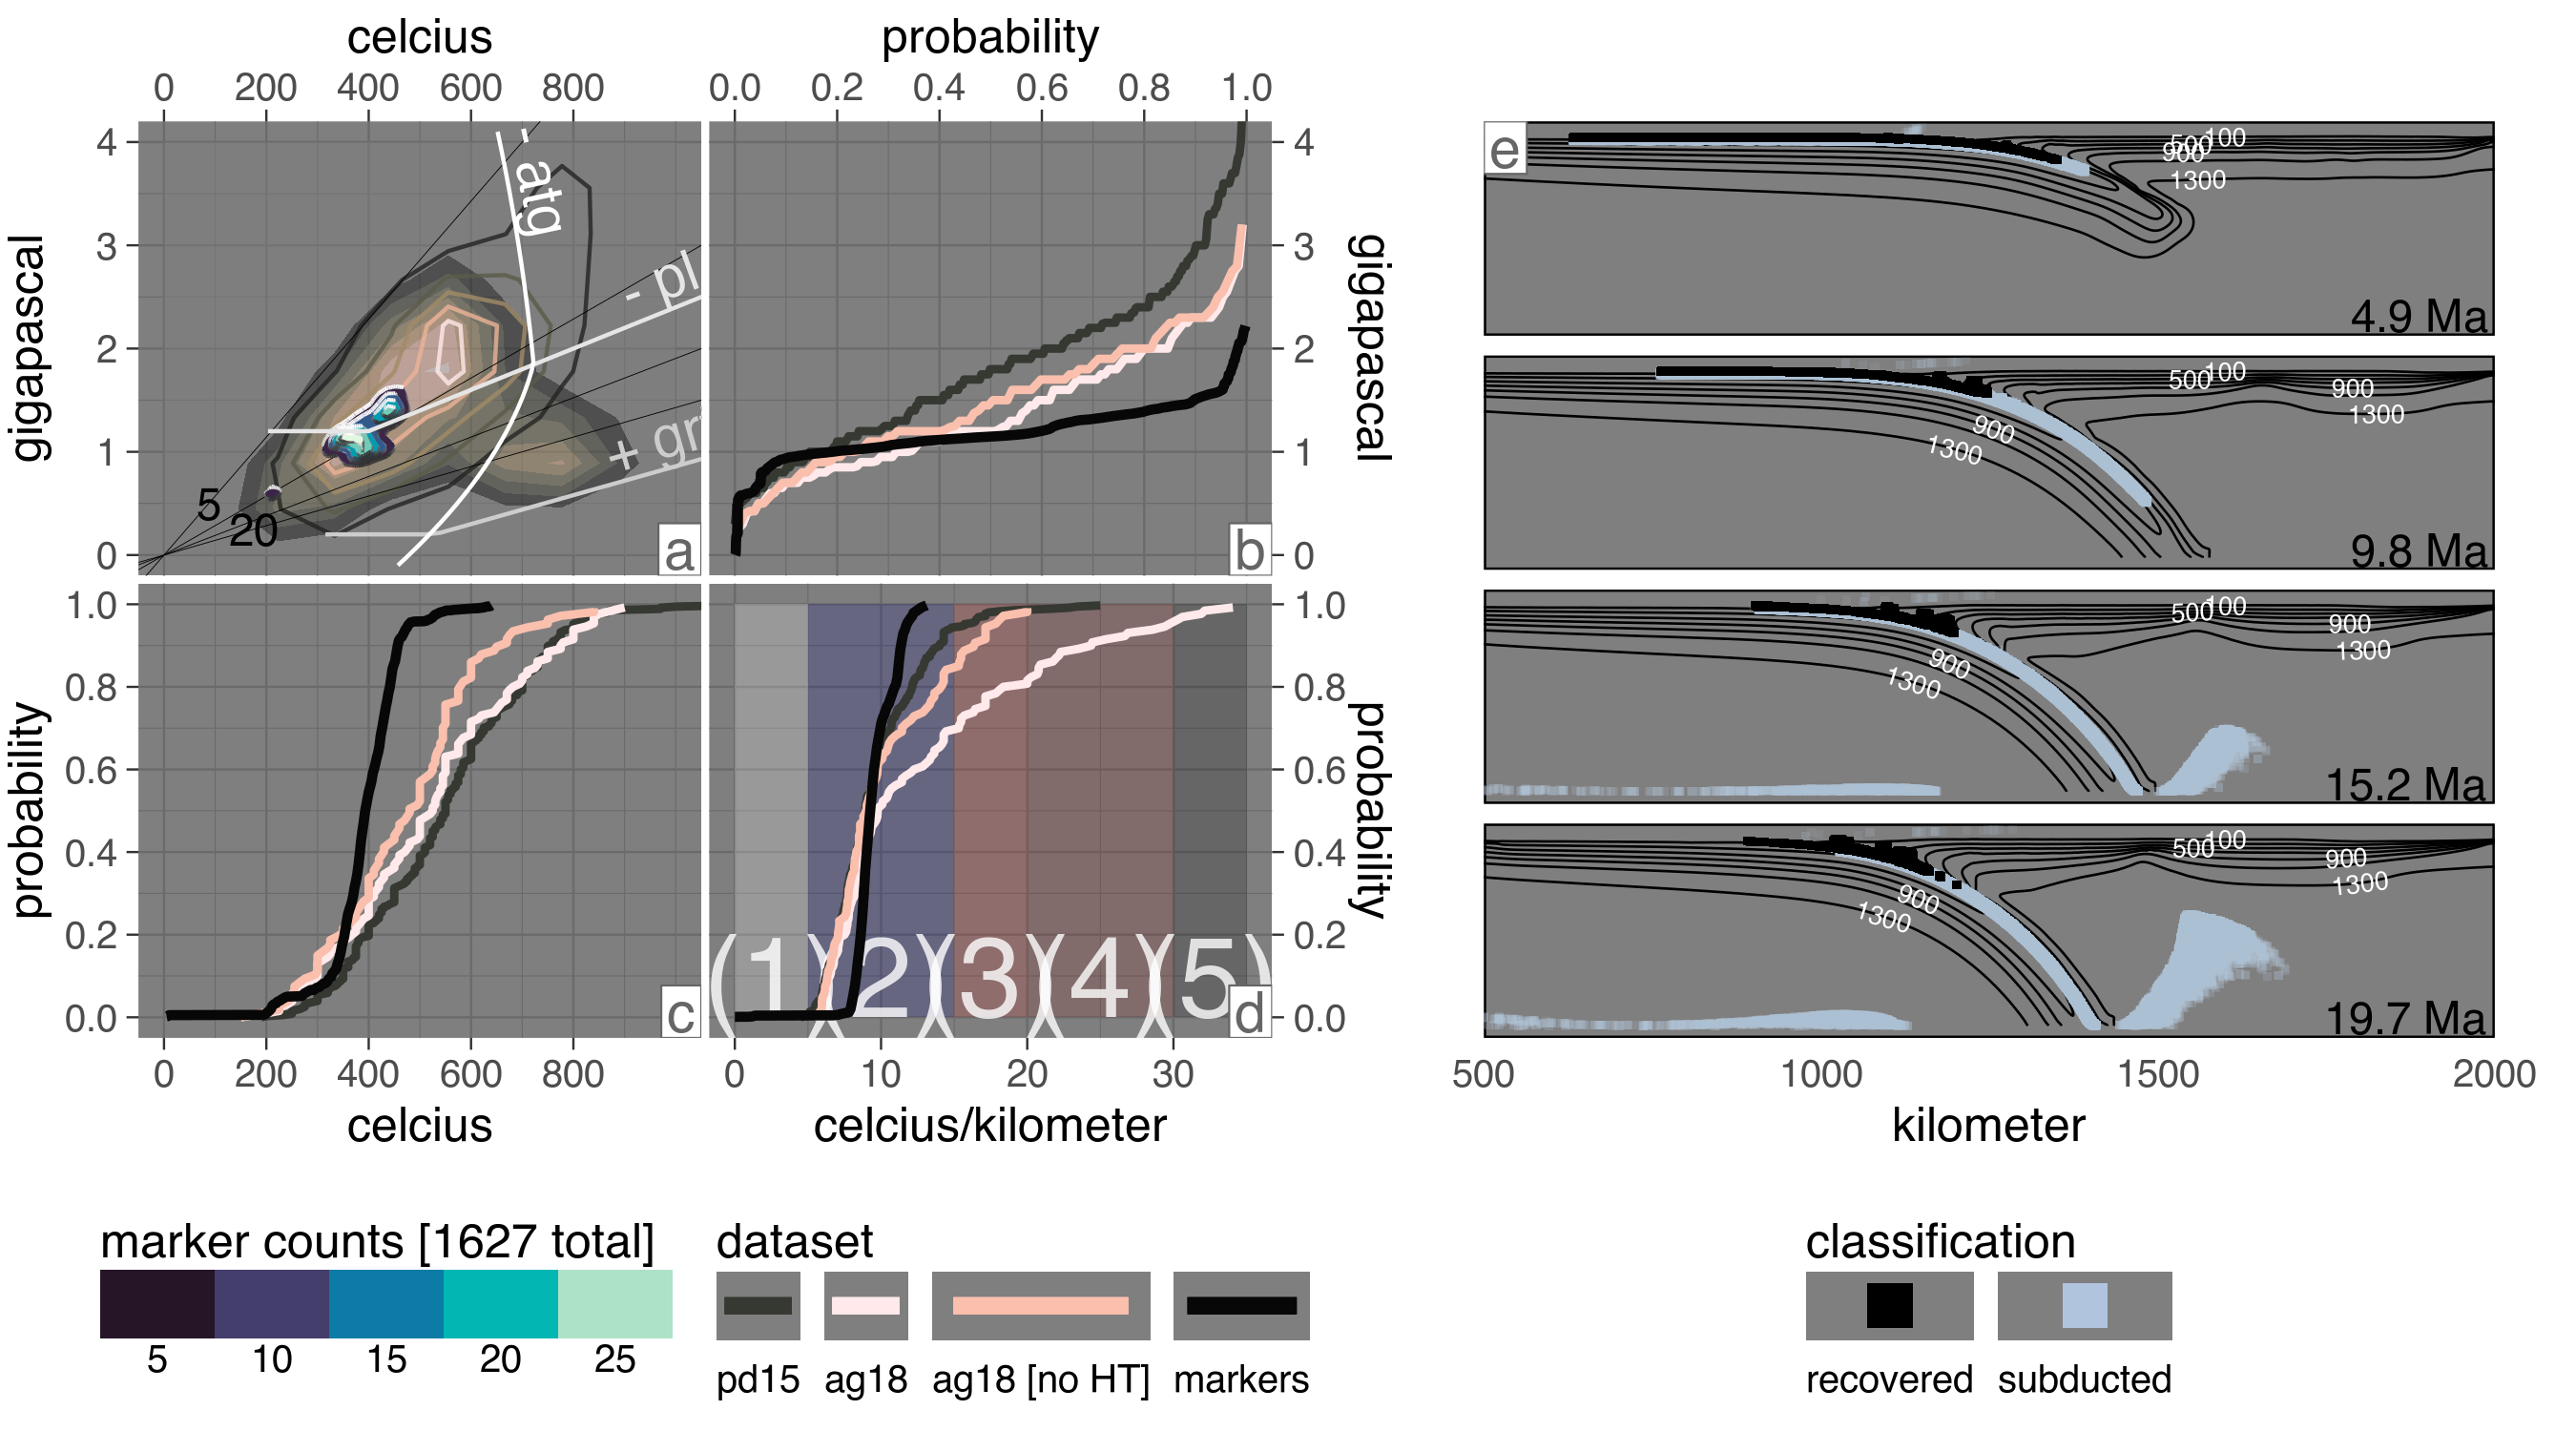 celcius
probability
0 200 400 600 800
0.0 0.2 0.4 0.6 0.8 1.0
gigapascal
4
3
2
1
0
- atg
- pl
+ gr
5
20
a
b
4
3
2
1
0
gigapascal
probability
1.0
0.8
0.6
0.4
0.2
0.0
c
(1)(2)(3)(4)(5)
d
1.0
0.8
0.6
0.4
0.2
0.0
probability
0 200 400 600 800
0 10 20 30
celcius
celcius/kilometer
e
500 100
900
1300
4.9 Ma
500 100
900
1300
900
1300
9.8 Ma
500 100
900
1300
900
1300
15.2 Ma
500 100
900
1300
900
1300
19.7 Ma
500 1000 1500 2000
kilometer
marker counts [1627 total]
5 10 15 20 25
dataset
pd15 ag18 ag18 [no HT] markers
classification
recovered subducted